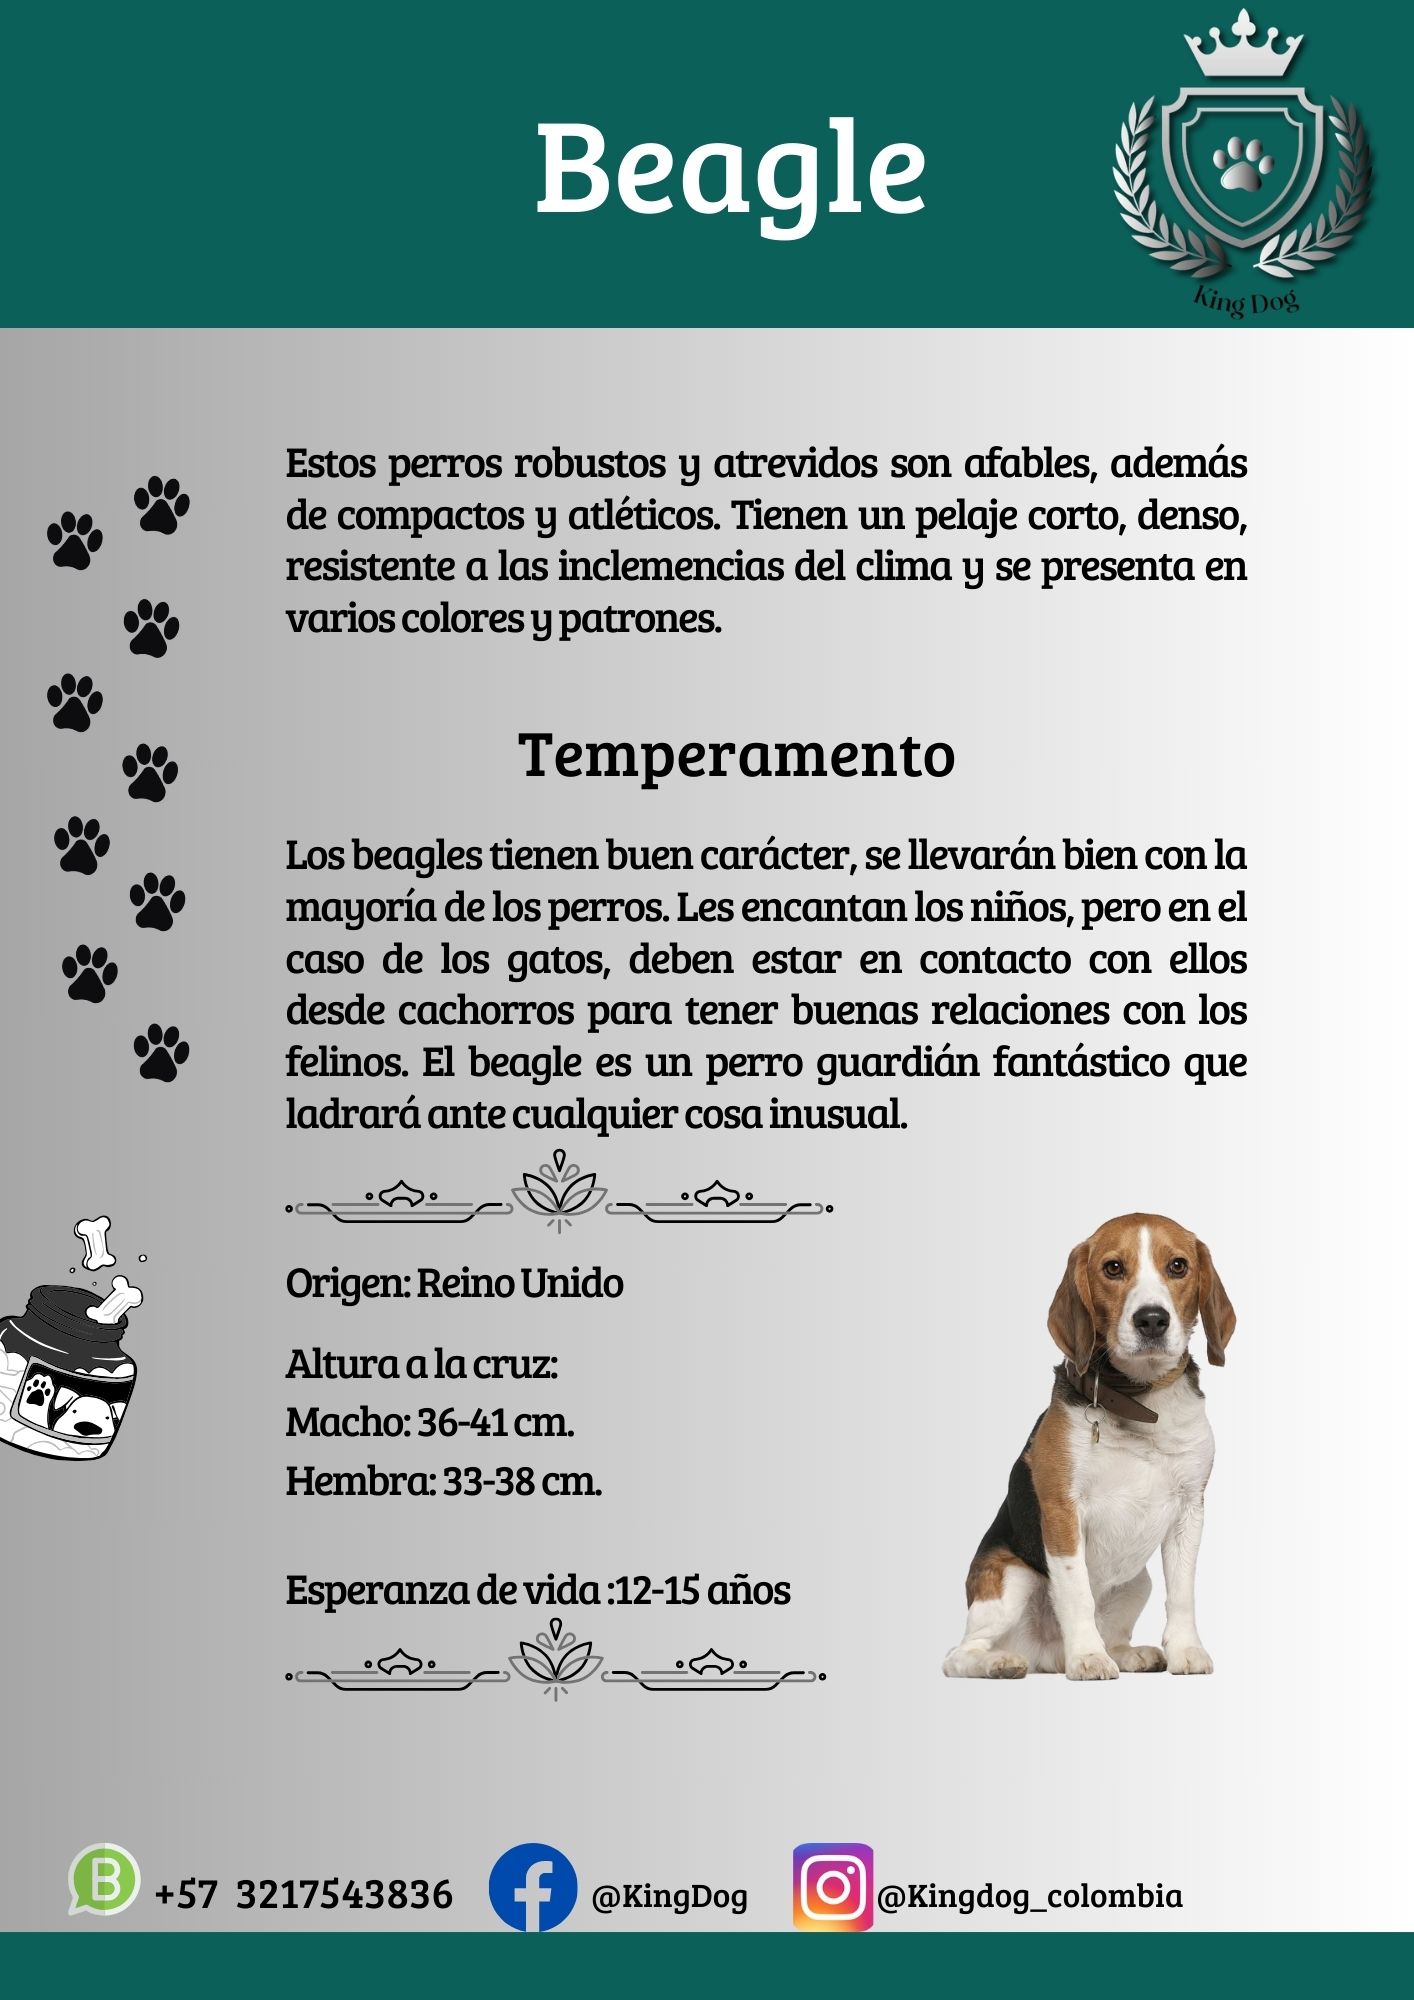 Beagle
King Dog
Estos perros robustos y atrevidos son afables, además
de compactos y atléticos. Tienen un pelaje corto, denso,
resistente a las inclemencias del clima y se presenta en
varios colores y patrones.
Temperamento
Los beagles tienen buen carácter, se llevarán bien con la
mayoría de los perros. Les encantan los niños, pero en el
caso de los gatos, deben estar en contacto con ellos
desde cachorros para tener buenas relaciones con los
felinos. El beagle es un perro guardián fantástico que
ladrará ante cualquier cosa inusual.
Origen: Reino Unido
Altura a la cruz:
Macho: 36-41 cm.
Hembra: 33-38 cm.
Esperanza de vida :12-15 años
B +57 3217543836 f @KingDog @Kingdog_colombia